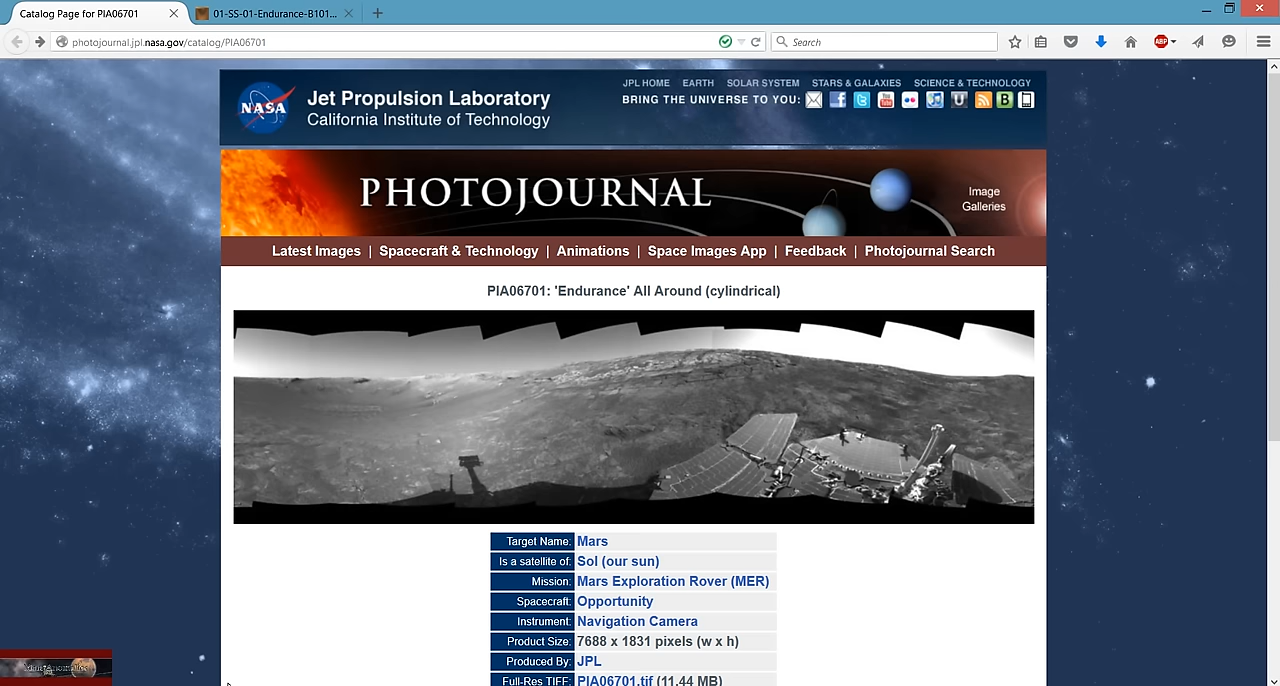 Catalog Page for PIA06701
01-SS-01-Endurance-B101...
photojournal.jpl.nasa.gov/catalog/PIA06701
Search
ABP
NASA
Jet Propulsion Laboratory
California Institute of Technology
JPL HOME EARTH SOLAR SYSTEM STARS & GALAXIES SCIENCE & TECHNOLOGY
BRING THE UNIVERSE TO YOU:
PHOTOJOURNAL
Image
Galleries
Latest Images | Spacecraft & Technology | Animations | Space Images App | Feedback | Photojournal Search
PIA06701: 'Endurance' All Around (cylindrical)
Target Name: Mars
Is a satellite of: Sol (our sun)
Mission: Mars Exploration Rover (MER)
Spacecraft: Opportunity
Instrument: Navigation Camera
Product Size: 7688 x 1831 pixels (w x h)
Produced By: JPL
Full-Res TIFF: PIA06701.tif (11.44 MB)